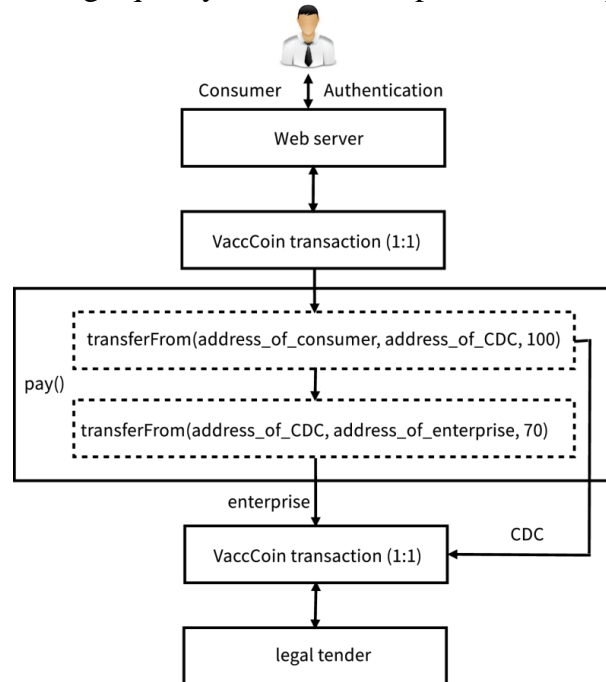 Consumer Authentication
Web server
VaccCoin transaction (1:1)
transferFrom(address_of_consumer, address_of_CDC, 100)
pay()
transferFrom(address_of_CDC, address_of_enterprise, 70)
enterprise
CDC
VaccCoin transaction (1:1)
legal tender